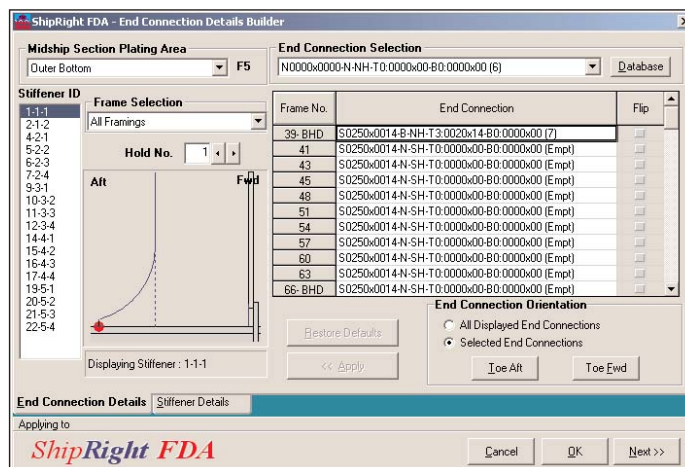 ShipRight FDA - End Connection Details Builder
Midship Section Plating Area
Outer Bottom
F5
End Connection Selection
N0000x0000-N-NH-T0:0000x00-B0:0000x00 (6)
Database
Stiffener ID
1-1-1
2-1-2
4-2-1
5-2-2
6-2-3
7-2-4
9-3-1
10-3-2
11-3-3
12-3-4
14-4-1
15-4-2
16-4-3
17-4-4
19-5-1
20-5-2
21-5-3
22-5-4
Frame Selection
All Framings
Hold No. 1
Aft
Fwd
Displaying Stiffener : 1-1-1
Frame No. End Connection Flip
39- BHD S0250x0014-B-NH-T3:0020x14-B0:0000x00 (7)
41 S0250x0014-N-SH-T0:0000x00-B0:0000x00 (Empt)
43 S0250x0014-N-SH-T0:0000x00-B0:0000x00 (Empt)
45 S0250x0014-N-SH-T0:0000x00-B0:0000x00 (Empt)
48 S0250x0014-N-SH-T0:0000x00-B0:0000x00 (Empt)
51 S0250x0014-N-SH-T0:0000x00-B0:0000x00 (Empt)
54 S0250x0014-N-SH-T0:0000x00-B0:0000x00 (Empt)
57 S0250x0014-N-SH-T0:0000x00-B0:0000x00 (Empt)
60 S0250x0014-N-SH-T0:0000x00-B0:0000x00 (Empt)
63 S0250x0014-N-SH-T0:0000x00-B0:0000x00 (Empt)
66- BHD S0250x0014-N-SH-T0:0000x00-B0:0000x00 (Empt)
Restore Defaults
<< Apply
End Connection Orientation
All Displayed End Connections
Selected End Connections
Toe Aft
Toe Fwd
End Connection Details
Stiffener Details
Applying to
ShipRight FDA
Cancel
OK
Next >>